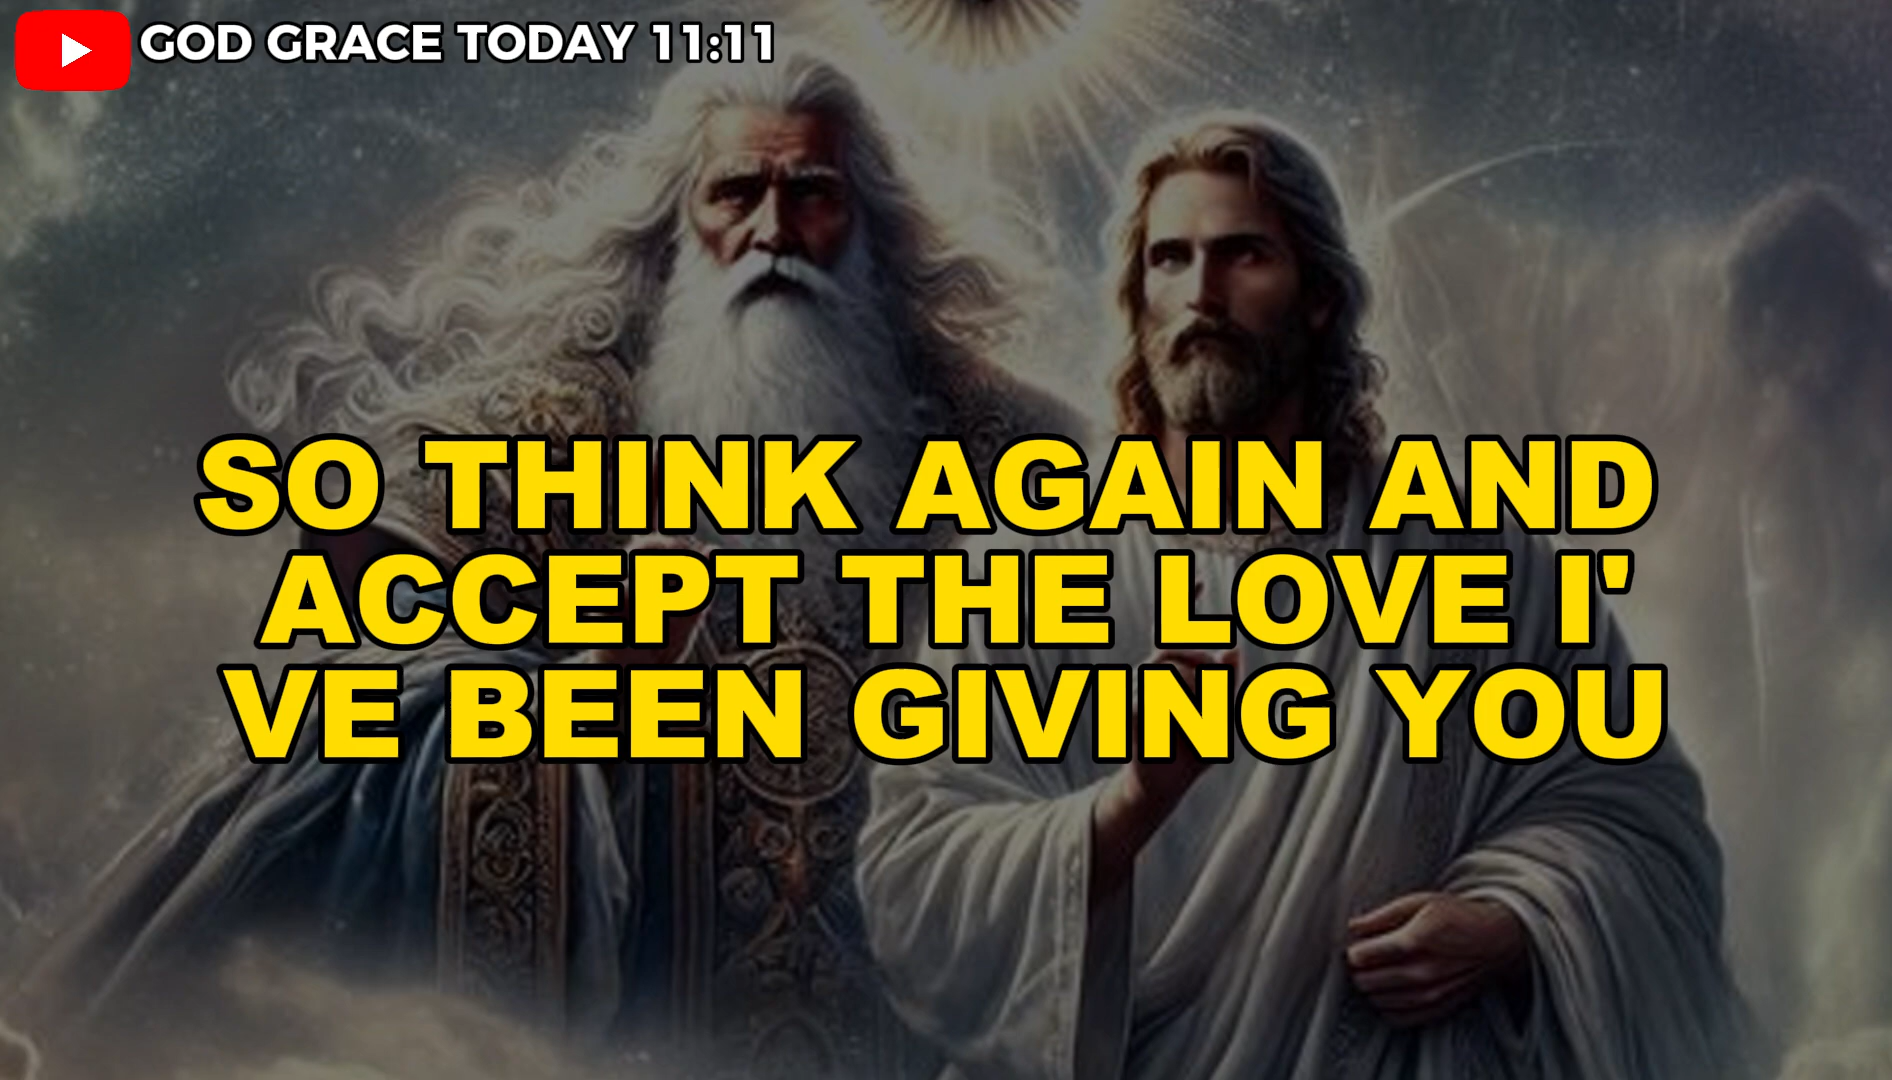 GOD GRACE TODAY 11:11
SO THINK AGAIN AND
ACCEPT THE LOVE I'
VE BEEN GIVING YOU